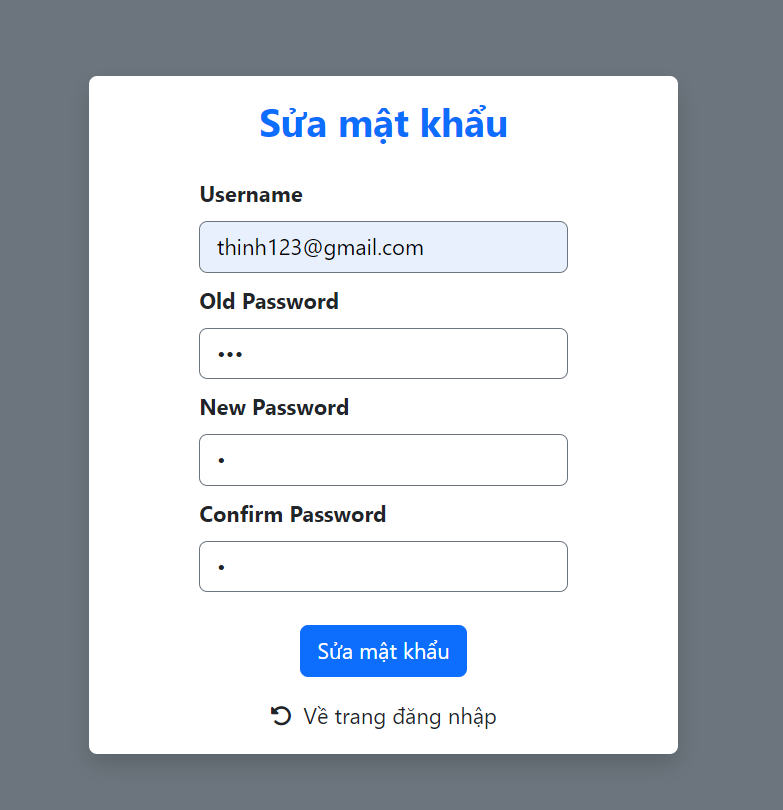 Sửa mật khẩu
Username
thinh123@gmail.com
Old Password
•••
New Password
•
Confirm Password
•
Sửa mật khẩu
Về trang đăng nhập